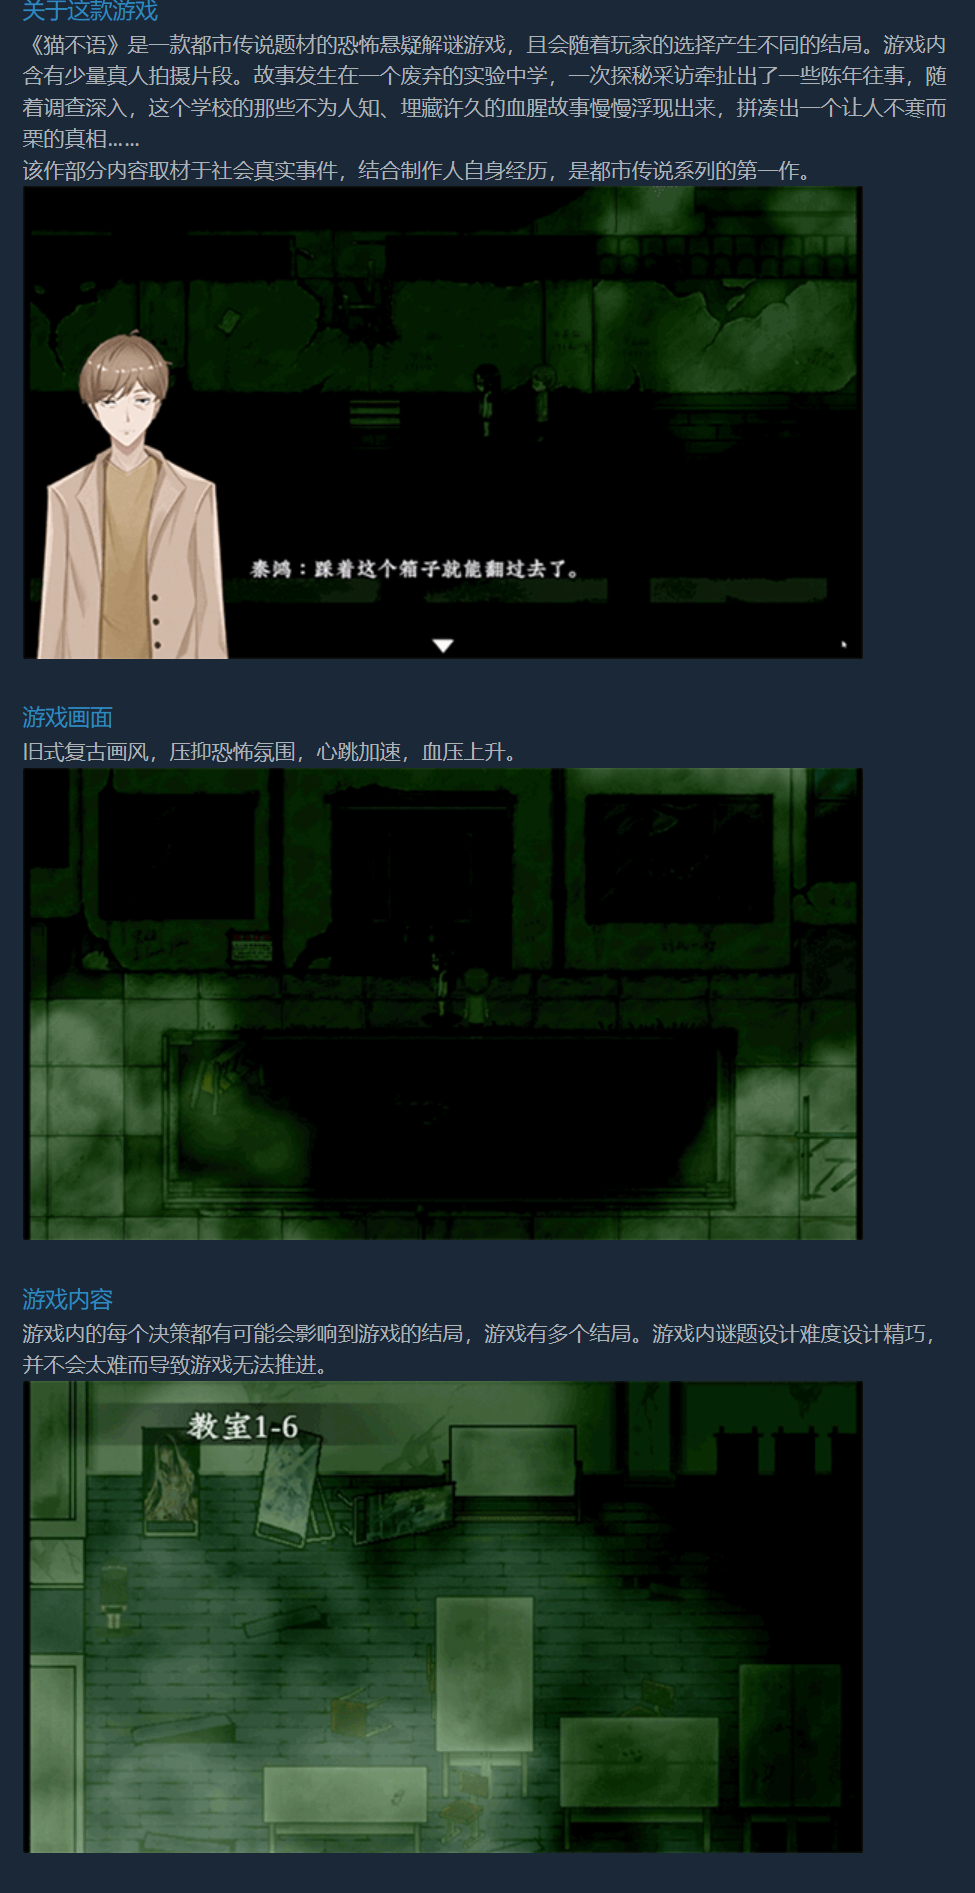 关于这款游戏
《猫不语》是一款都市传说题材的恐怖悬疑解谜游戏，且会随着玩家的选择产生不同的结局。游戏内
含有少量真人拍摄片段。故事发生在一个废弃的实验中学，一次探秘采访牵扯出了一些陈年往事，随
着调查深入，这个学校的那些不为人知、埋藏许久的血腥故事慢慢浮现出来，拼凑出一个让人不寒而
栗的真相……
该作部分内容取材于社会真实事件，结合制作人自身经历，是都市传说系列的第一作。
秦鸿：踩着这个箱子就能翻过去了。
游戏画面
旧式复古画风，压抑恐怖氛围，心跳加速，血压上升。
游戏内容
游戏内的每个决策都有可能会影响到游戏的结局，游戏有多个结局。游戏内谜题设计难度设计精巧，
并不会太难而导致游戏无法推进。
教室1-6